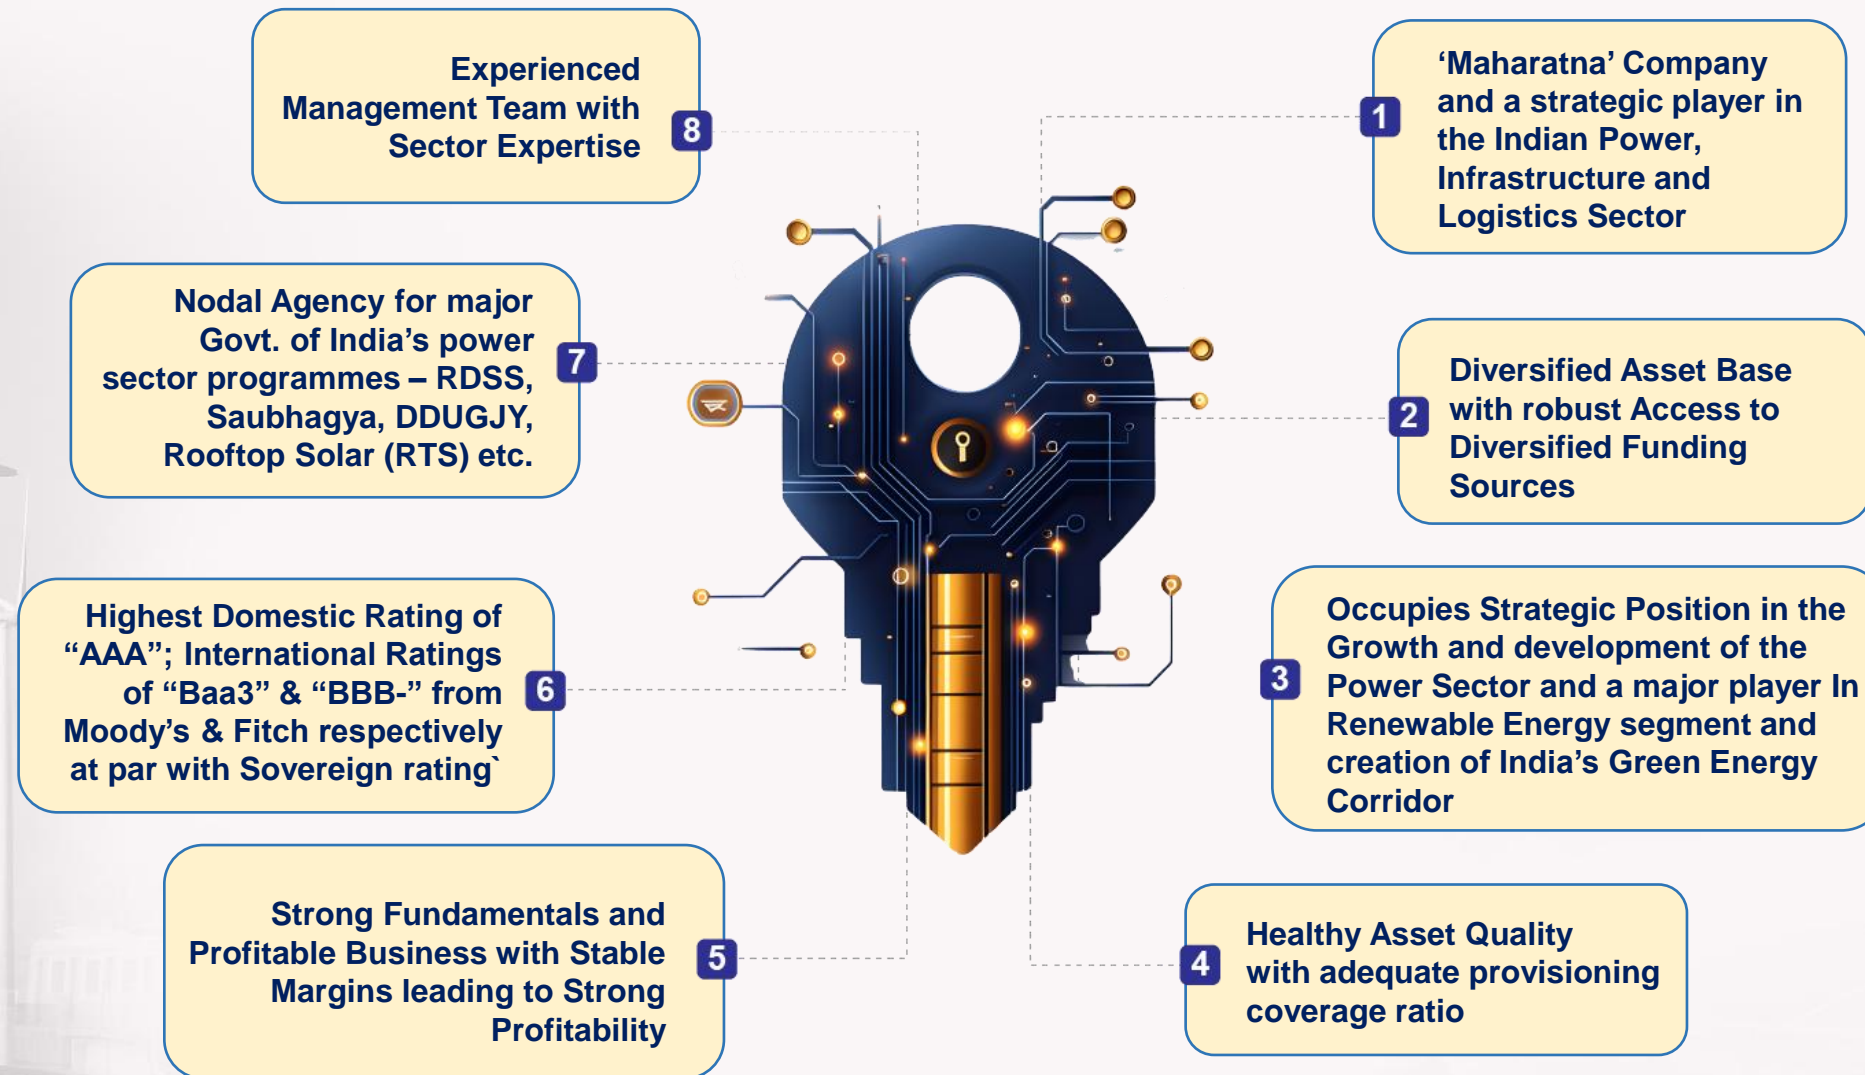 1
‘Maharatna’ Company
and a strategic player in
the Indian Power,
Infrastructure and
Logistics Sector
2
Diversified Asset Base
with robust Access to
Diversified Funding
Sources
3
Occupies Strategic Position in the
Growth and development of the
Power Sector and a major player In
Renewable Energy segment and
creation of India’s Green Energy
Corridor
4
Healthy Asset Quality
with adequate provisioning
coverage ratio
5
Strong Fundamentals and
Profitable Business with Stable
Margins leading to Strong
Profitability
6
Highest Domestic Rating of
“AAA”; International Ratings
of “Baa3” & “BBB-” from
Moody’s & Fitch respectively
at par with Sovereign rating`
7
Nodal Agency for major
Govt. of India’s power
sector programmes – RDSS,
Saubhagya, DDUGJY,
Rooftop Solar (RTS) etc.
8
Experienced
Management Team with
Sector Expertise